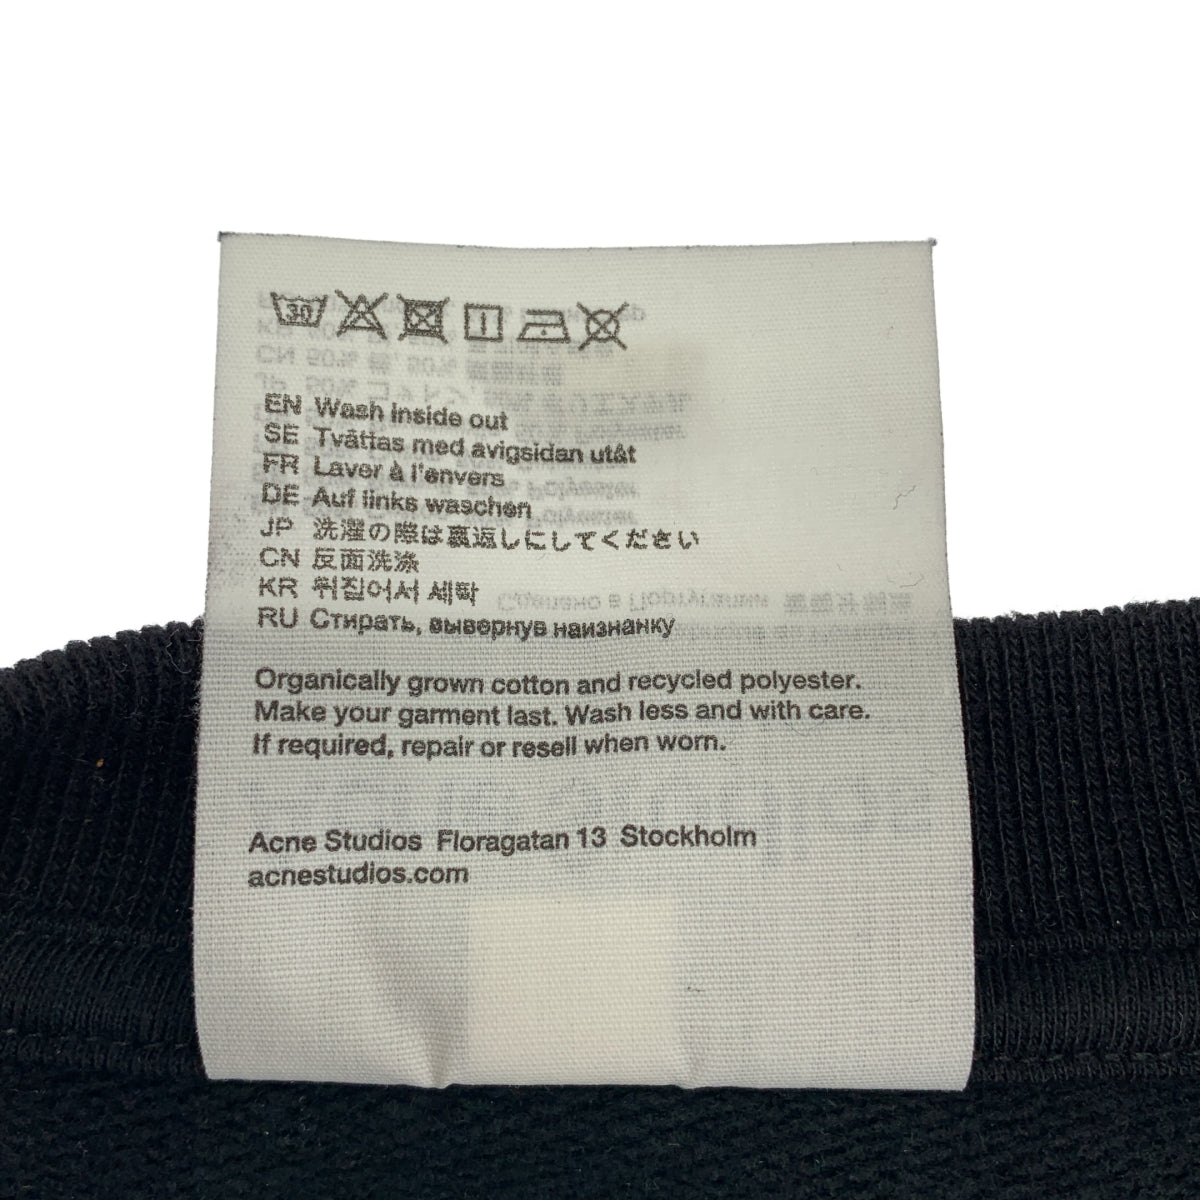 30
EN Wash inside out
SE Tvättas med avigsidan utåt
FR Laver à l'envers
DE Auf links waschen
JP 洗濯の際は裏返しにしてください
CN 反面洗涤
KR 뒤집어서 세탁
RU Стирать, вывернув наизнанку
Organically grown cotton and recycled polyester.
Make your garment last. Wash less and with care.
If required, repair or resell when worn.
Acne Studios Floragatan 13 Stockholm
acnestudios.com